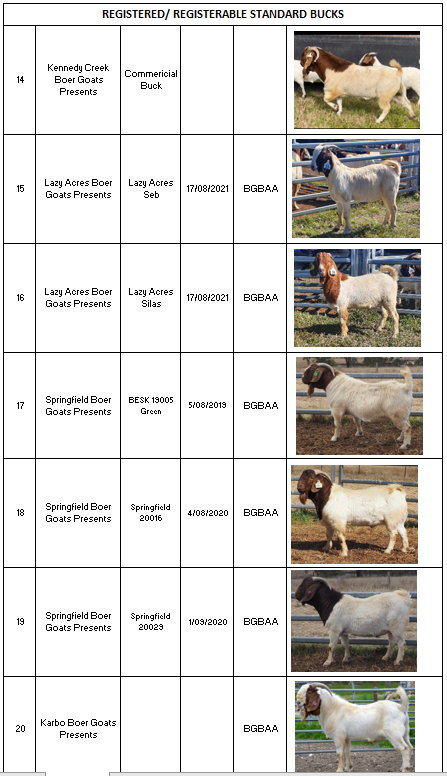 REGISTERED/ REGISTERABLE STANDARD BUCKS
14
Kennedy Creek
Boer Goats
Presents
Commericial
Buck
15
Lazy Acres Boer
Goats Presents
Lazy Acres
Seb
17/08/2021
BGBAA
16
Lazy Acres Boer
Goats Presents
Lazy Acres
Silas
17/08/2021
BGBAA
17
Springfield Boer
Goats Presents
BESK 19005
Green
5/08/2019
BGBAA
18
Springfield Boer
Goats Presents
Springfield
20016
4/08/2020
BGBAA
19
Springfield Boer
Goats Presents
Springfield
20029
1/09/2020
BGBAA
20
Karbo Boer Goats
Presents
BGBAA